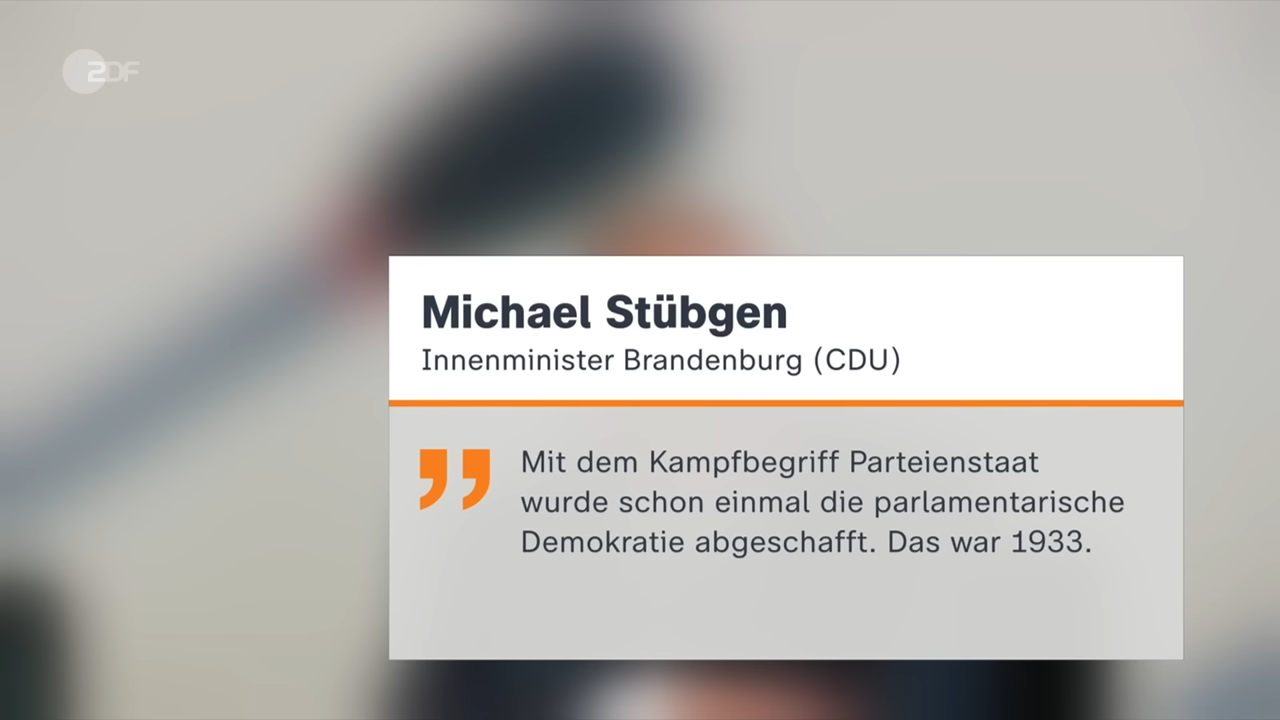 ZDF
Michael Stübgen
Innenminister Brandenburg (CDU)
Mit dem Kampfbegriff Parteienstaat
wurde schon einmal die parlamentarische
Demokratie abgeschafft. Das war 1933.